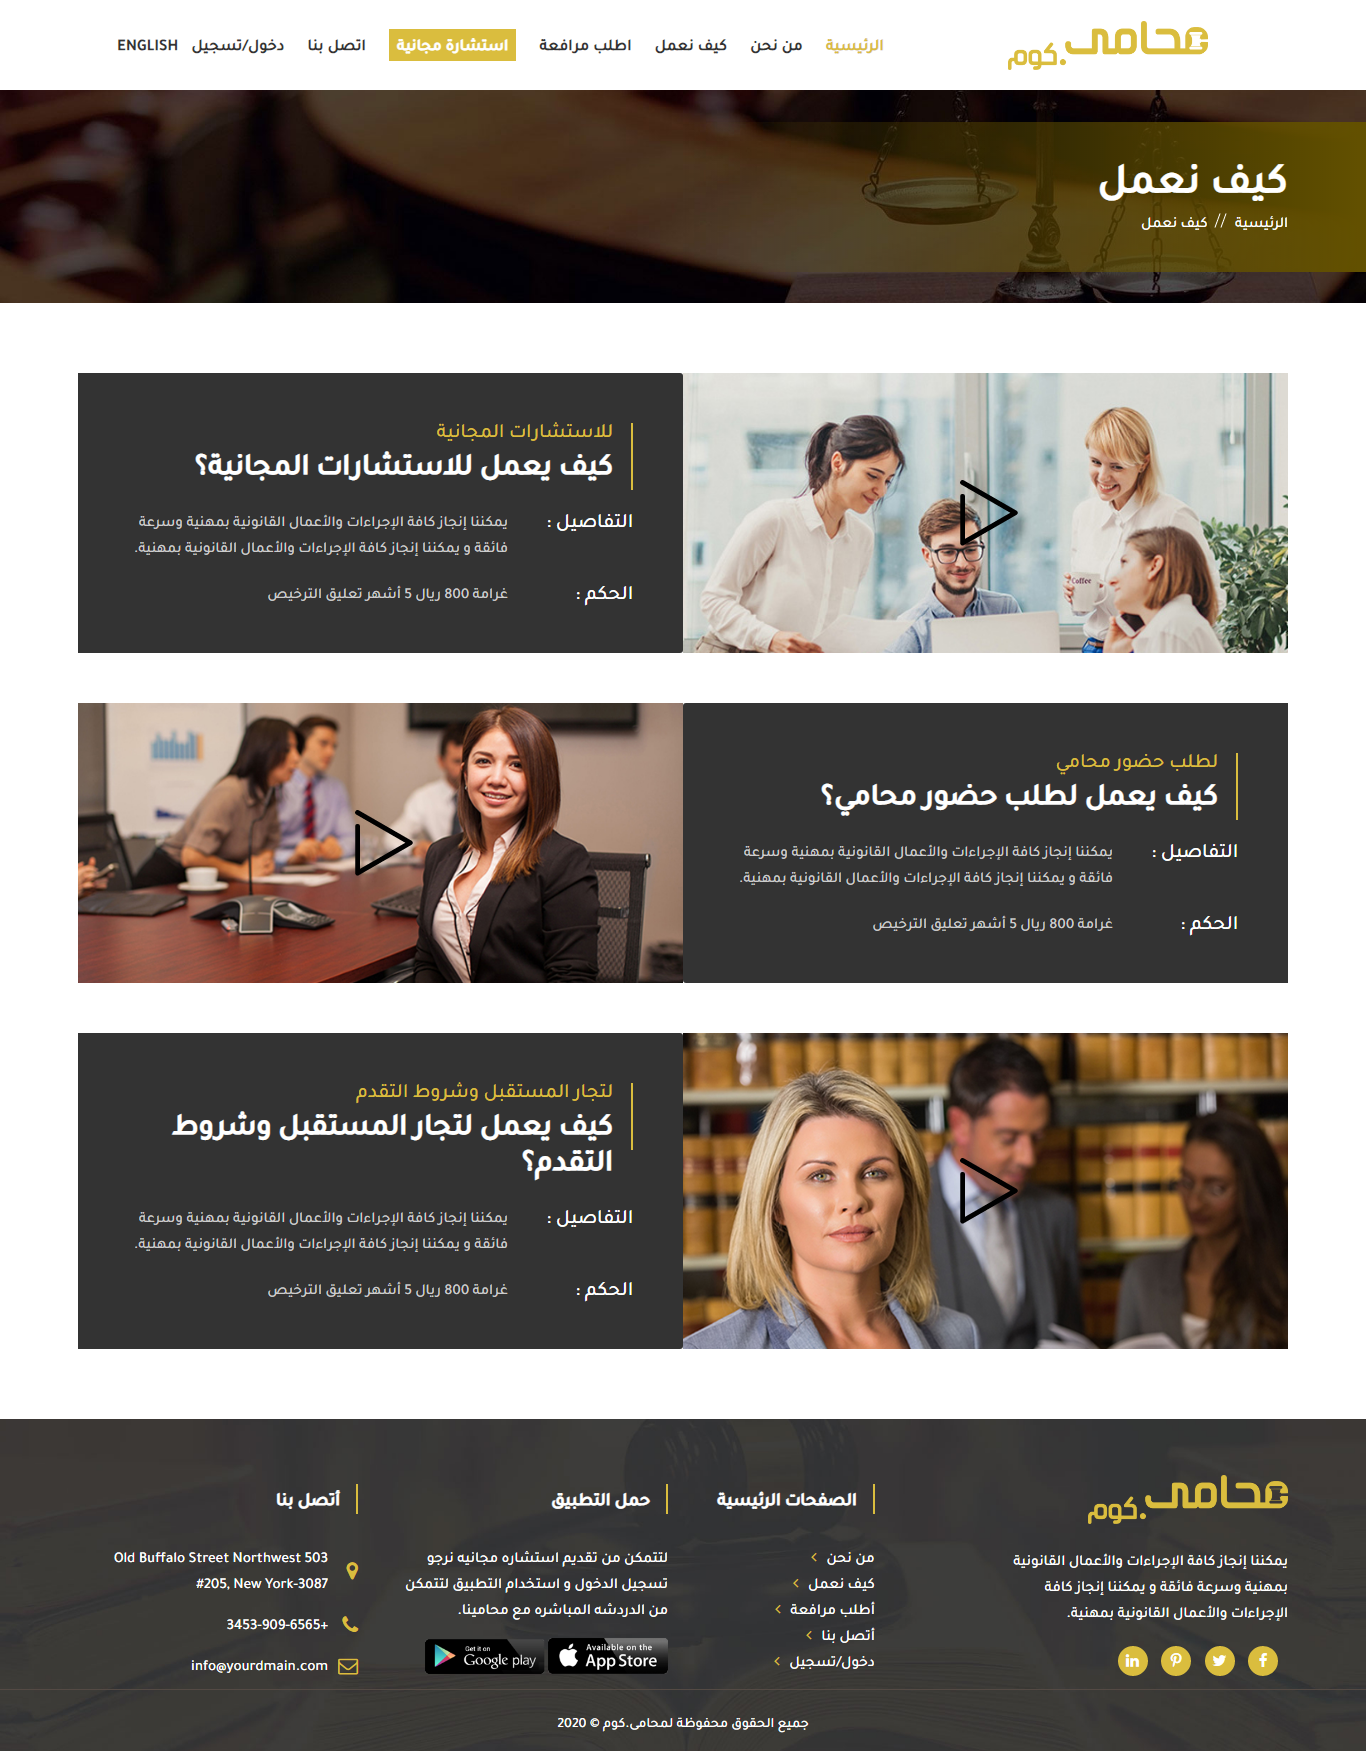 محامى.كوم
الرئيسية
من نحن
كيف نعمل
اطلب مرافعة
استشارة مجانية
اتصل بنا
دخول/تسجيل
ENGLISH
كيف نعمل
الرئيسية // كيف نعمل
للاستشارات المجانية
كيف يعمل للاستشارات المجانية؟
التفاصيل :
يمكننا إنجاز كافة الإجراءات والأعمال القانونية بمهنية وسرعة
فائقة و يمكننا إنجاز كافة الإجراءات والأعمال القانونية بمهنية.
الحكم :
غرامة 800 ريال 5 أشهر تعليق الترخيص
Coffee
لطلب حضور محامي
كيف يعمل لطلب حضور محامي؟
التفاصيل :
يمكننا إنجاز كافة الإجراءات والأعمال القانونية بمهنية وسرعة
فائقة و يمكننا إنجاز كافة الإجراءات والأعمال القانونية بمهنية.
الحكم :
غرامة 800 ريال 5 أشهر تعليق الترخيص
لتجار المستقبل وشروط التقدم
كيف يعمل لتجار المستقبل وشروط
التقدم؟
التفاصيل :
يمكننا إنجاز كافة الإجراءات والأعمال القانونية بمهنية وسرعة
فائقة و يمكننا إنجاز كافة الإجراءات والأعمال القانونية بمهنية.
الحكم :
غرامة 800 ريال 5 أشهر تعليق الترخيص
محامى.كوم
يمكننا إنجاز كافة الإجراءات والأعمال القانونية
بمهنية وسرعة فائقة و يمكننا إنجاز كافة
الإجراءات والأعمال القانونية بمهنية.
الصفحات الرئيسية
من نحن
كيف نعمل
أطلب مرافعة
أتصل بنا
دخول/تسجيل
حمل التطبيق
لتتمكن من تقديم استشاره مجانيه نرجو
تسجيل الدخول و استخدام التطبيق لتتمكن
من الدردشه المباشره مع محامينا.
Available on the
App Store
Get it on
Google play
أتصل بنا
Old Buffalo Street Northwest 503
#205, New York-3087
3453-909-6565+
info@yourdmain.com
جميع الحقوق محفوظة لمحامى.كوم © 2020